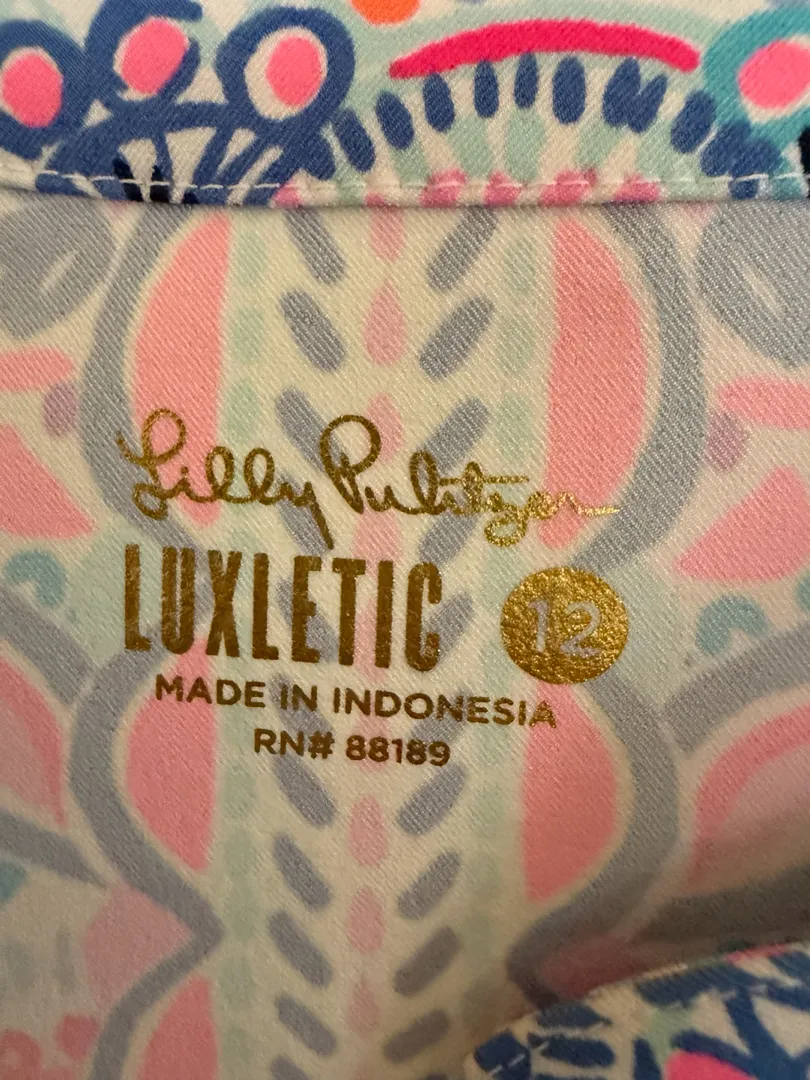 Lilly Pulitzer
LUXLETIC 12
MADE IN INDONESIA
RN# 88189